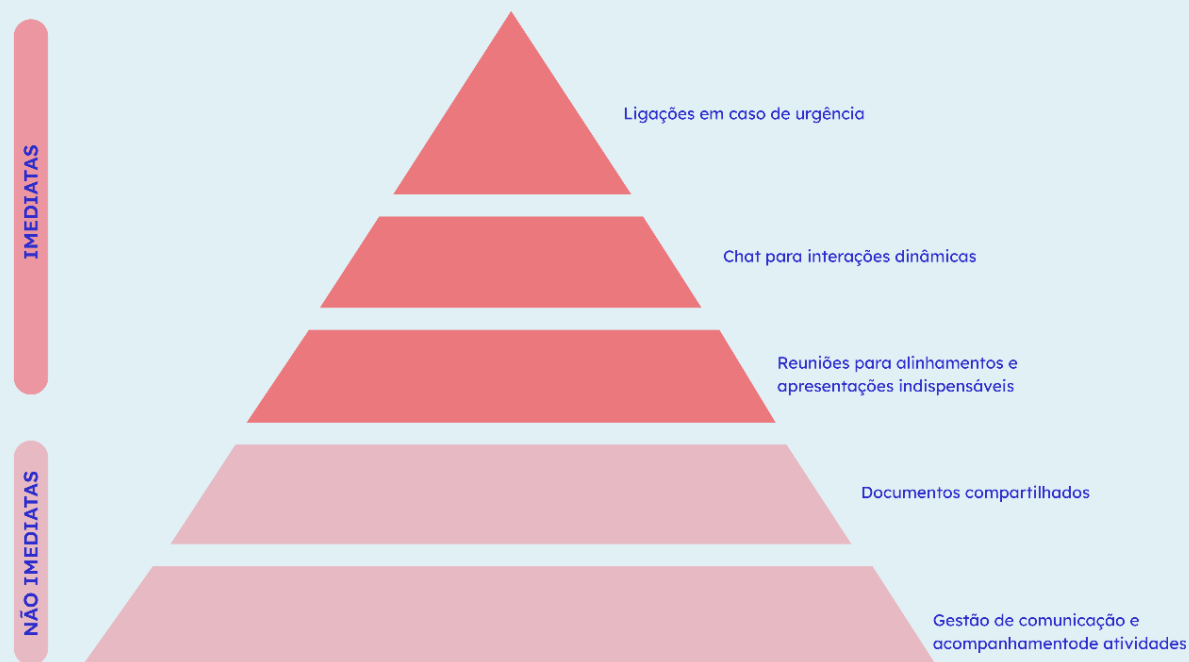 IMEDIATAS
Ligações em caso de urgência
Chat para interações dinâmicas
Reuniões para alinhamentos e
apresentações indispensáveis
NÃO IMEDIATAS
Documentos compartilhados
Gestão de comunicação e
acompanhamentode atividades